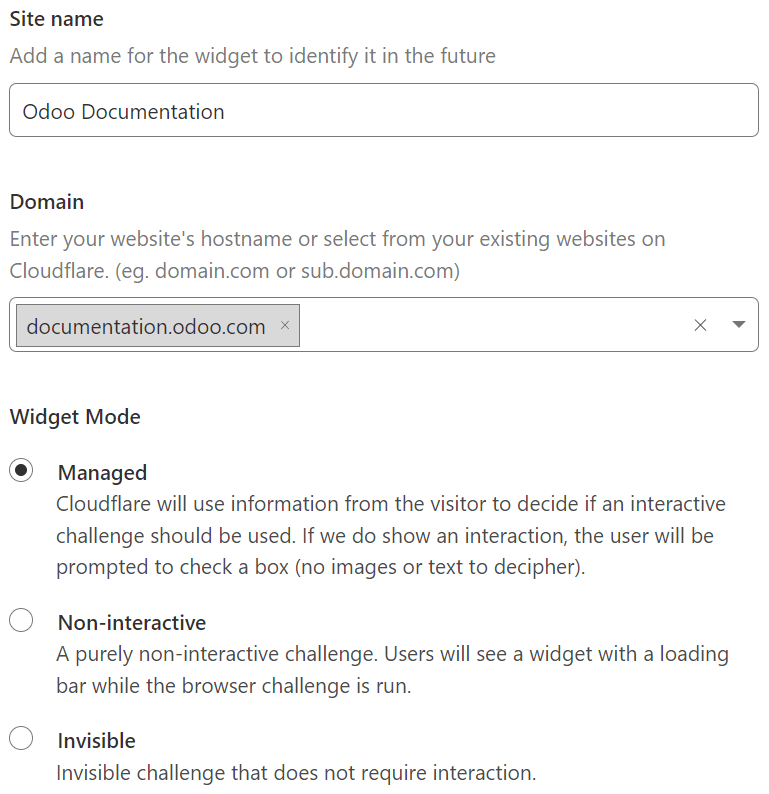 Site name
Add a name for the widget to identify it in the future
Odoo Documentation
Domain
Enter your website's hostname or select from your existing websites on
Cloudflare. (eg. domain.com or sub.domain.com)
documentation.odoo.com ×
Widget Mode
Managed
Cloudflare will use information from the visitor to decide if an interactive
challenge should be used. If we do show an interaction, the user will be
prompted to check a box (no images or text to decipher).
Non-interactive
A purely non-interactive challenge. Users will see a widget with a loading
bar while the browser challenge is run.
Invisible
Invisible challenge that does not require interaction.